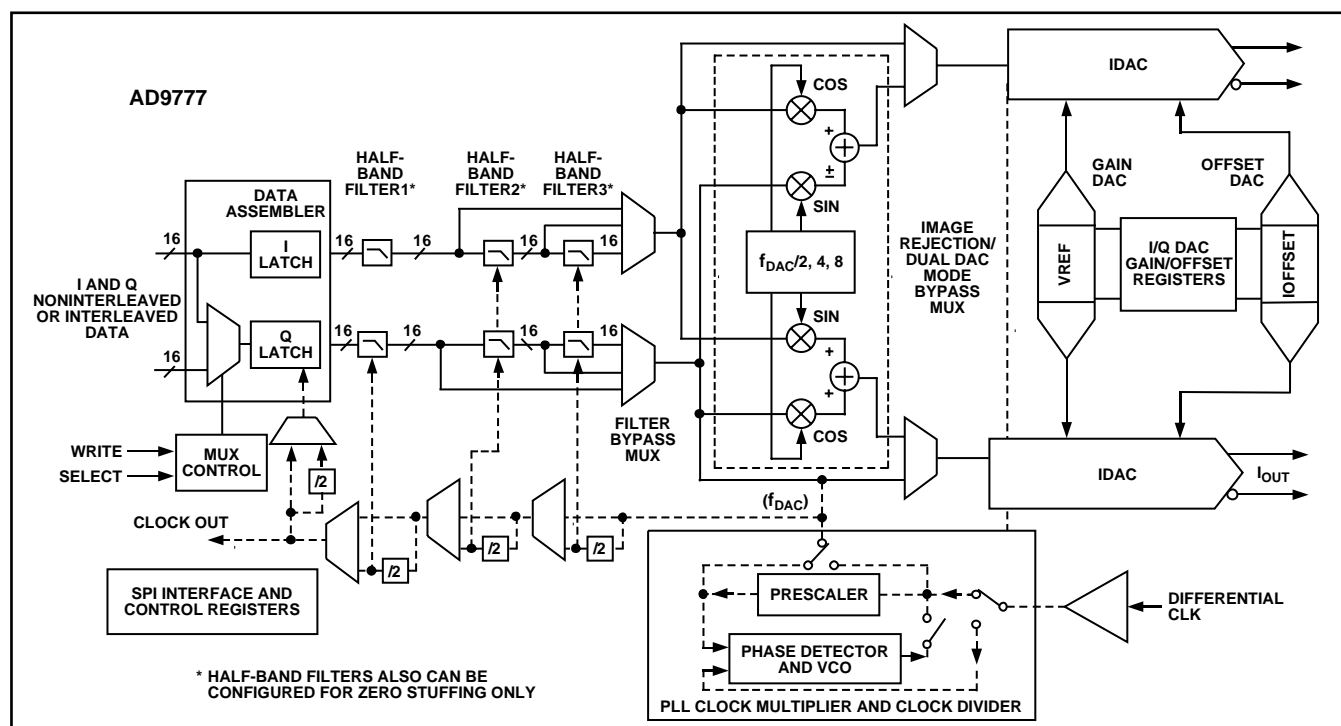 AD9777
COS
IDAC
HALF-
BAND
FILTER1*
HALF-
BAND
FILTER2*
HALF-
BAND
FILTER3*
+
±
SIN
GAIN
DAC
OFFSET
DAC
DATA
ASSEMBLER
16
I
LATCH
16
16
16
16
I AND Q
NONINTERLEAVED
OR INTERLEAVED
DATA
fDAC/2, 4, 8
IMAGE
REJECTION/
DUAL DAC
MODE
BYPASS
MUX
VREF
I/Q DAC
GAIN/OFFSET
REGISTERS
IOFFSET
16
Q
LATCH
16
16
16
16
SIN
+
+
COS
FILTER
BYPASS
MUX
WRITE
SELECT
MUX
CONTROL
/2
IDAC
IOUT
(fDAC)
CLOCK OUT
/2
/2
/2
SPI INTERFACE AND
CONTROL REGISTERS
PRESCALER
DIFFERENTIAL
CLK
PHASE DETECTOR
AND VCO
* HALF-BAND FILTERS ALSO CAN BE
CONFIGURED FOR ZERO STUFFING ONLY
PLL CLOCK MULTIPLIER AND CLOCK DIVIDER